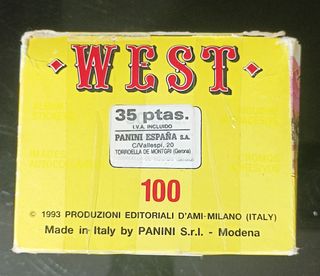 · WEST ·
35 ptas.
I.V.A. INCLUIDO
PANINI ESPAÑA S.A.
C/Vallespí, 20
TORROELLA DE MONTGRI (Gerona)
100
© 1993 PRODUZIONI EDITORIALI D'AMI-MILANO (ITALY)
Made in Italy by PANINI S.r.l. - Modena